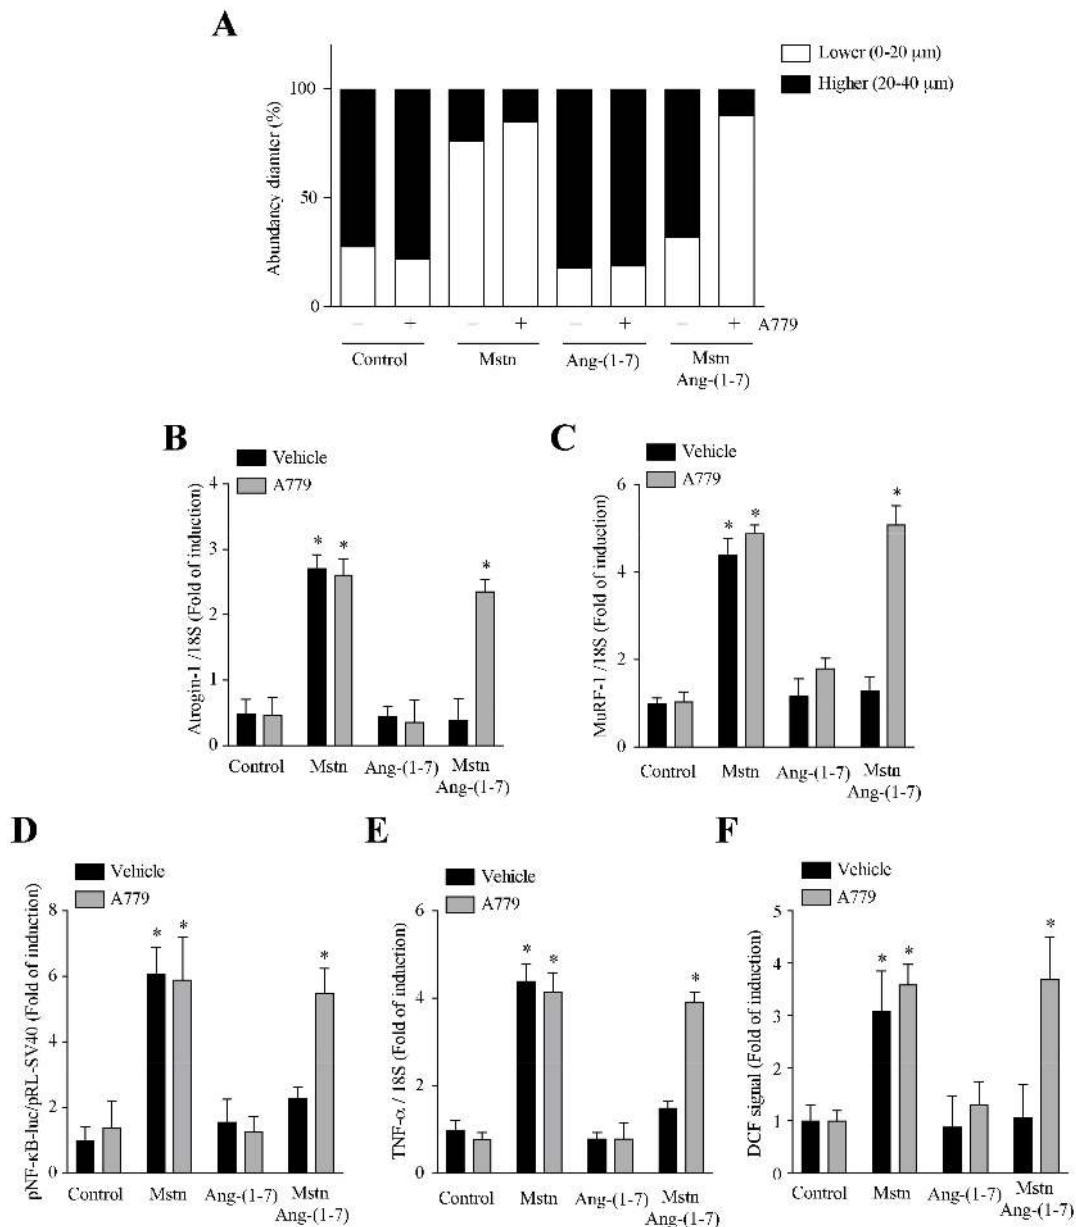 A
Lower (0-20 μm)
Higher (20-40 μm)
Abundancy diamter (%)
100
50
0
– + – + – + – + A779
Control Mstn Ang-(1-7) Mstn
Ang-(1-7)
B
Vehicle
A779
Atrogin-1 /18S (Fold of induction)
4
3
2
1
0
* * *
Control Mstn Ang-(1-7) Mstn
Ang-(1-7)
C
Vehicle
A779
MuRF-1 /18S (Fold of induction)
6
4
2
0
* * *
Control Mstn Ang-(1-7) Mstn
Ang-(1-7)
D
Vehicle
A779
pNF-κB-luc/pRL-SV40 (Fold of induction)
8
6
4
2
0
* * *
Control Mstn Ang-(1-7) Mstn
Ang-(1-7)
E
Vehicle
A779
TNF-α / 18S (Fold of induction)
6
4
2
0
* * *
Control Mstn Ang-(1-7) Mstn
Ang-(1-7)
F
Vehicle
A779
DCF signal (Fold of induction)
5
4
3
2
1
0
* * *
Control Mstn Ang-(1-7) Mstn
Ang-(1-7)